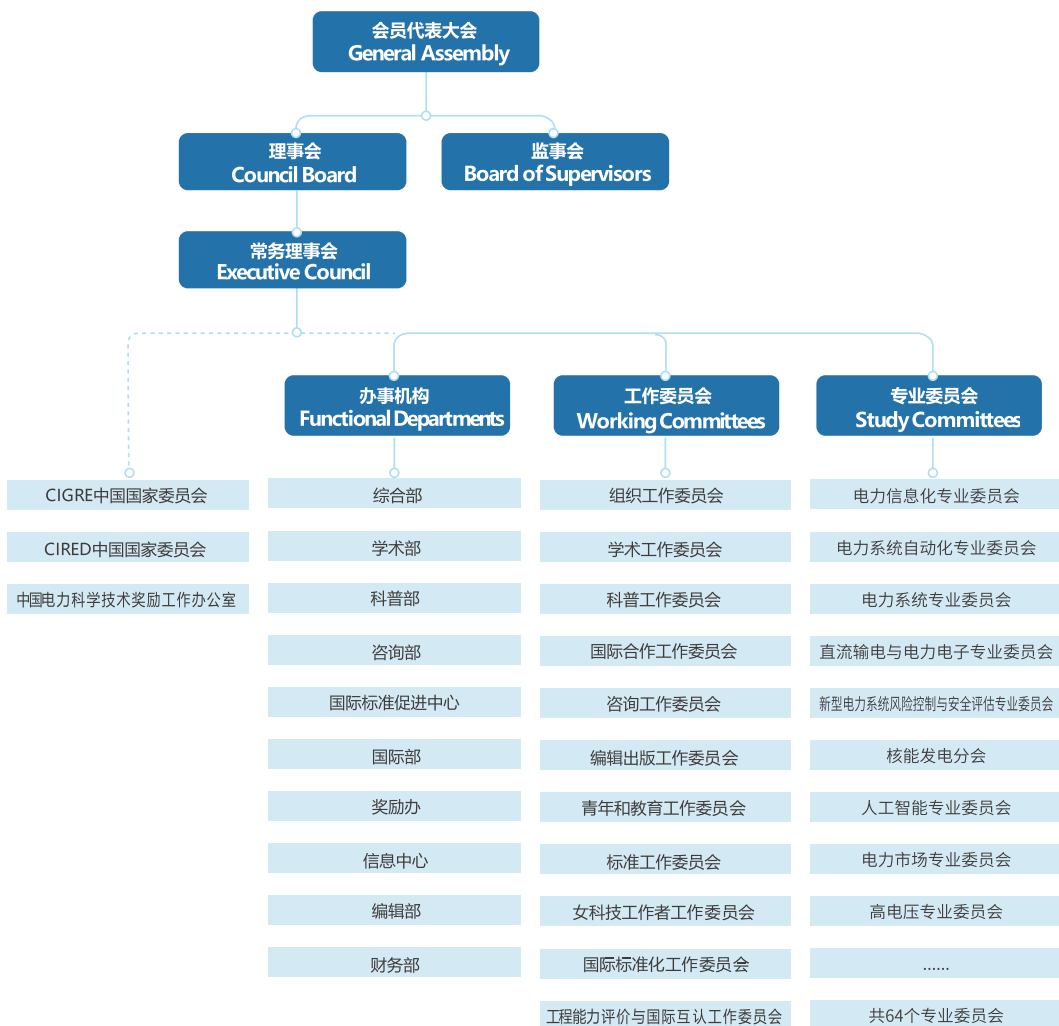 会员代表大会
General Assembly
理事会
Council Board
监事会
Board of Supervisors
常务理事会
Executive Council
办事机构
Functional Departments
工作委员会
Working Committees
专业委员会
Study Committees
CIGRE中国国家委员会
CIRED中国国家委员会
中国电力科学技术奖励工作办公室
综合部
学术部
科普部
咨询部
国际标准促进中心
国际部
奖励办
信息中心
编辑部
财务部
组织工作委员会
学术工作委员会
科普工作委员会
国际合作工作委员会
咨询工作委员会
编辑出版工作委员会
青年和教育工作委员会
标准工作委员会
女科技工作者工作委员会
国际标准化工作委员会
工程能力评价与国际互认工作委员会
电力信息化专业委员会
电力系统自动化专业委员会
电力系统专业委员会
直流输电与电力电子专业委员会
新型电力系统风险控制与安全评估专业委员会
核能发电分会
人工智能专业委员会
电力市场专业委员会
高电压专业委员会
......
共64个专业委员会